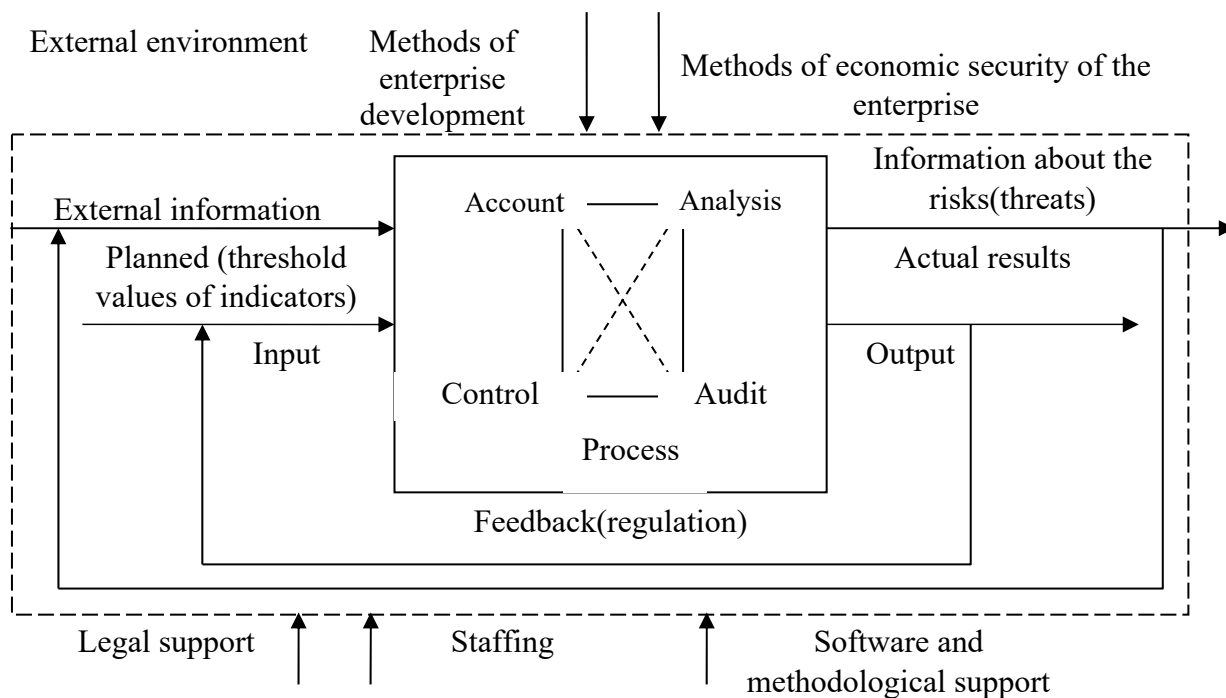 External environment
Methods of
enterprise
development
Methods of economic security of the
enterprise
Information about the
risks(threats)
External information
Account
Analysis
Planned (threshold
values of indicators)
Actual results
Input
Output
Control
Audit
Process
Feedback(regulation)
Legal support
Staffing
Software and
methodological support